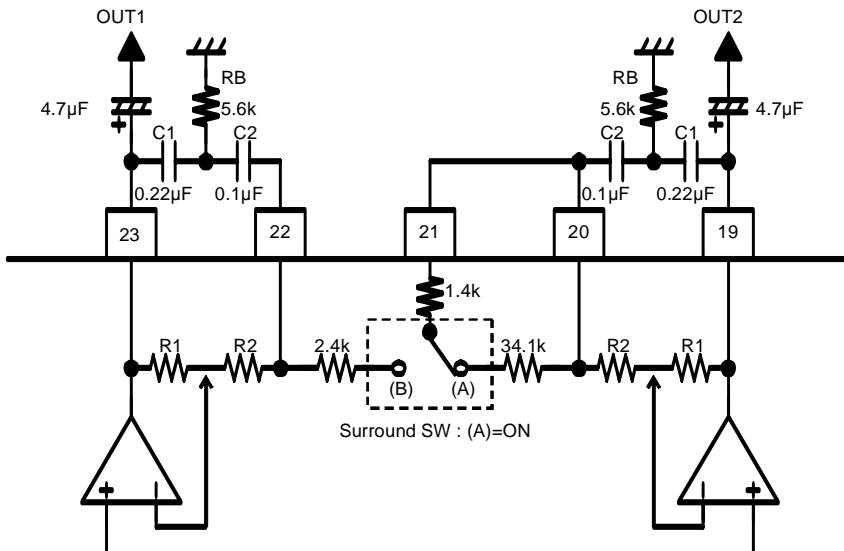 OUT1 OUT2
RB RB
4.7µF 5.6k 5.6k 4.7µF
C1 C2 C2 C1
0.22µF 0.1µF 0.1µF 0.22µF
23 22 21 20 19
1.4k
R1 R2 2.4k 34.1k R2 R1
(B) (A)
Surround SW : (A)=ON